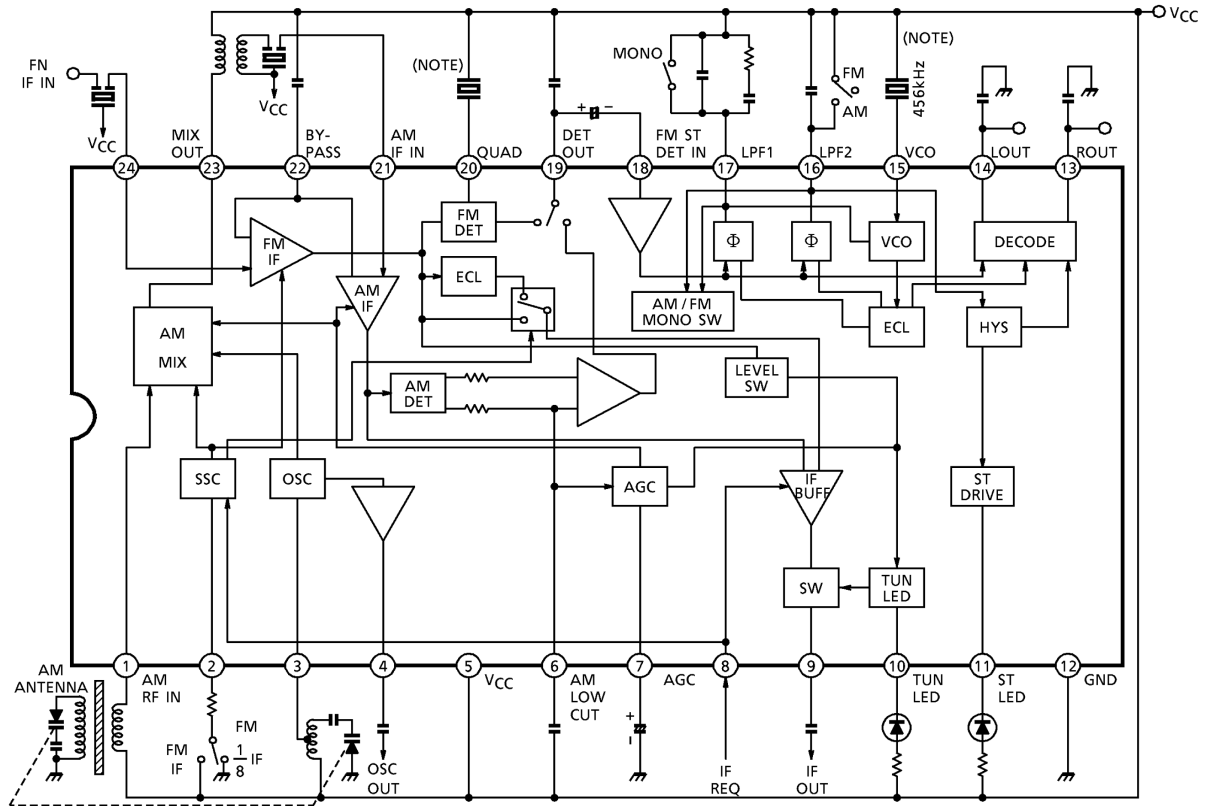 VCC
MONO
(NOTE)
456kHz
FM
AM
FN
IF IN
(NOTE)
VCC
VCC
MIX
OUT
BY-
PASS
AM
IF IN
QUAD
DET
OUT
+ −
FM ST
DET IN
LPF1
LPF2
VCO
LOUT
ROUT
24
23
22
21
20
19
18
17
16
15
14
13
FM
IF
FM
DET
Φ
Φ
VCO
DECODE
ECL
AM
IF
AM / FM
MONO SW
ECL
HYS
AM
MIX
LEVEL
SW
AM
DET
SSC
OSC
AGC
IF
BUFF
ST
DRIVE
SW
TUN
LED
1
2
3
4
5
6
7
8
9
10
11
12
AM
ANTENNA
AM
RF IN
VCC
AM
LOW
CUT
AGC
TUN
LED
ST
LED
GND
FM
IF
FM
1/8 IF
+
−
OSC
OUT
IF
REQ
IF
OUT